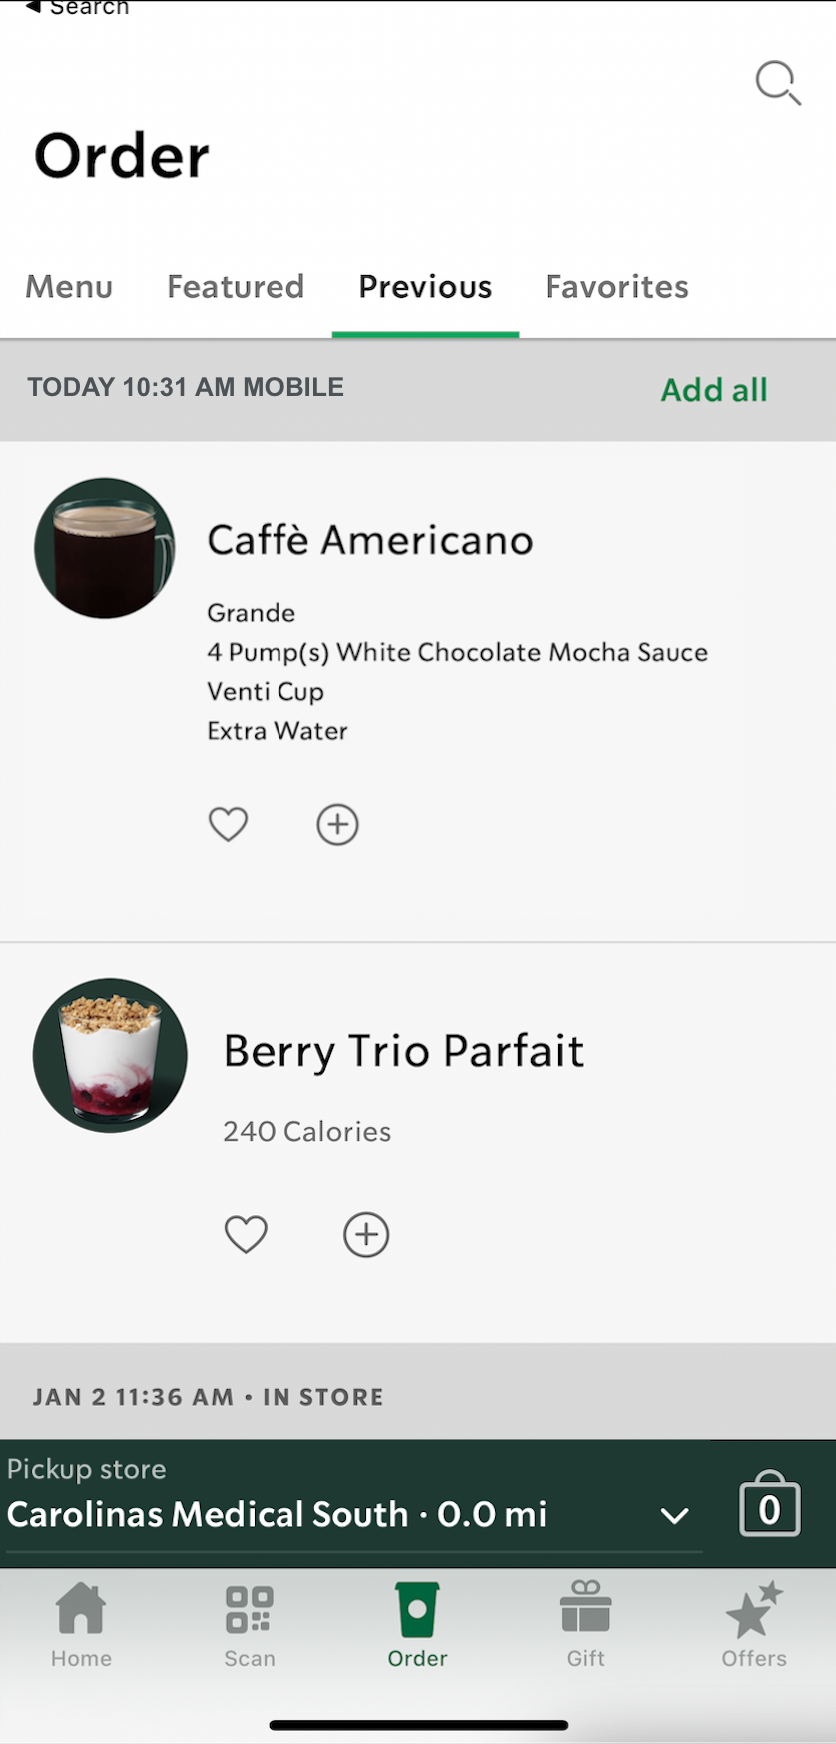 ◀ Search
Order
Menu Featured Previous Favorites
TODAY 10:31 AM MOBILE Add all
Caffè Americano
Grande
4 Pump(s) White Chocolate Mocha Sauce
Venti Cup
Extra Water
Berry Trio Parfait
240 Calories
JAN 2 11:36 AM • IN STORE
Pickup store
Carolinas Medical South · 0.0 mi 0
Home Scan Order Gift Offers